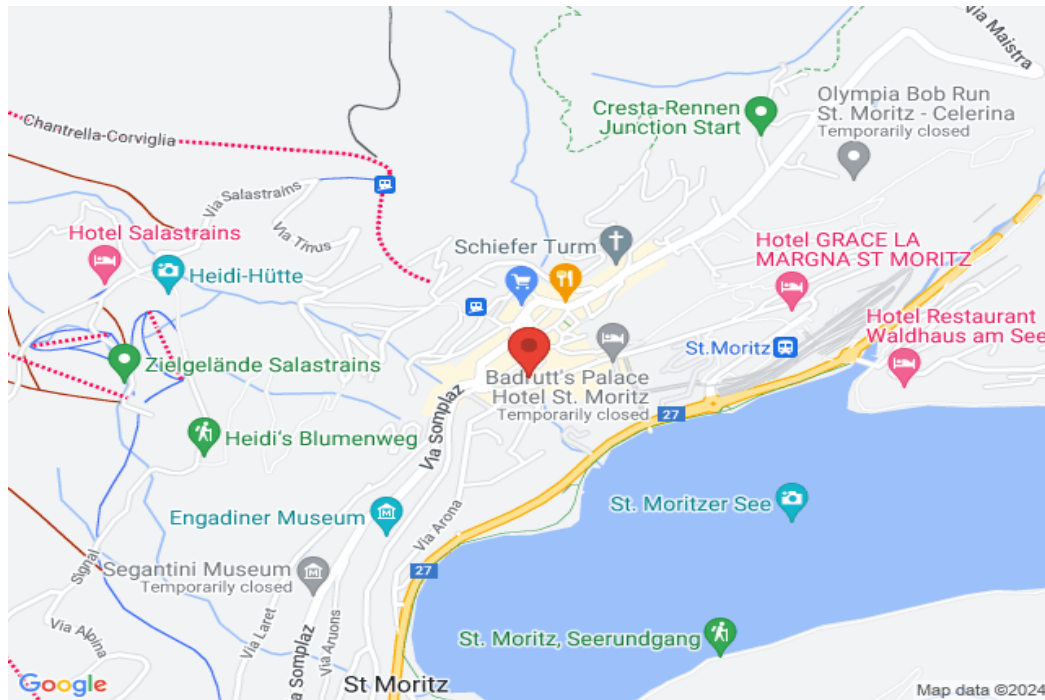 Via Maistra
Cresta-Rennen
Junction Start
Olympia Bob Run
St. Moritz - Celerina
Temporarily closed
Chantrella-Corviglia
Via Salastrains
Via Tinus
Hotel Salastrains
Heidi-Hütte
Schiefer Turm
Hotel GRACE LA
MARGNA ST MORITZ
Hotel Restaurant
Waldhaus am See
St.Moritz
Zielgelände Salastrains
Badrutt's Palace
Hotel St. Moritz
Temporarily closed
27
Via Somplaz
Heidi's Blumenweg
Engadiner Museum
St. Moritzer See
Via Arona
Segantini Museum
Temporarily closed
27
Signal
Via Alpina
Via Laret
Via Somplaz
Via Aruons
St. Moritz, Seerundgang
St Moritz
Google
Map data ©2024